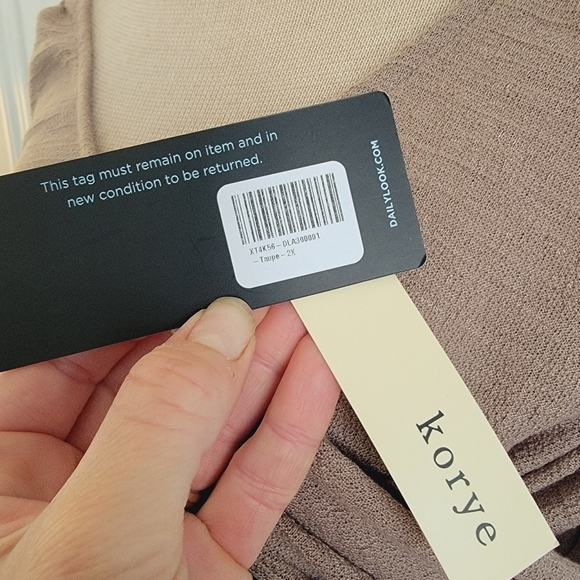 This tag must remain on item and in
new condition to be returned.
XT4K56-DLA300001
-Taupe-2X
DAILYLOOK.COM
korye